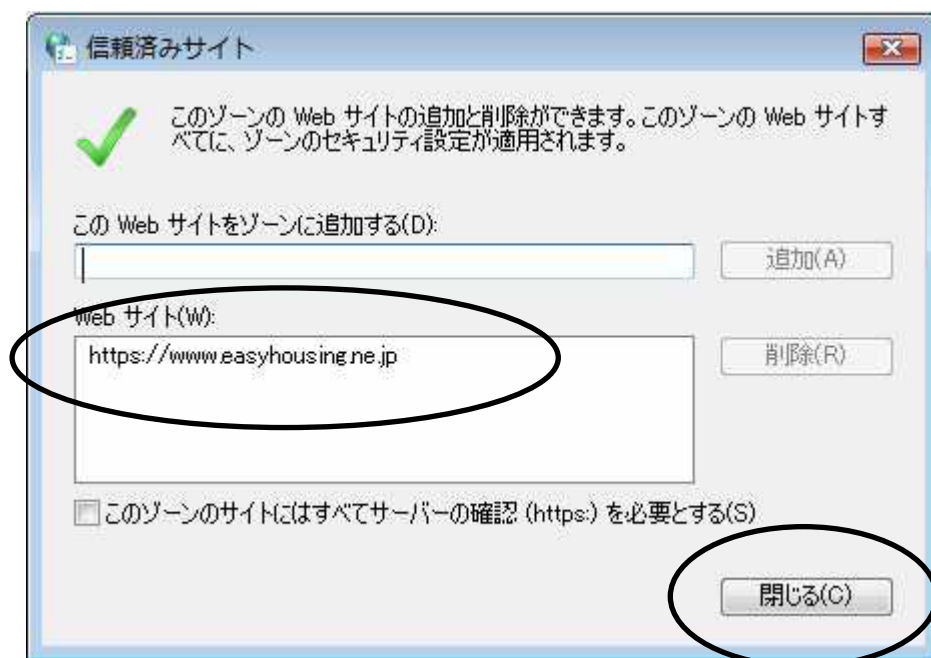 信頼済みサイト
このゾーンの Web サイトの追加と削除ができます。このゾーンの Web サイトす
べてに、ゾーンのセキュリティ設定が適用されます。
この Web サイトをゾーンに追加する(D):
追加(A)
Web サイト(W):
https://www.easyhousing.ne.jp
削除(R)
このゾーンのサイトにはすべてサーバーの確認 (https:) を必要とする(S)
閉じる(C)